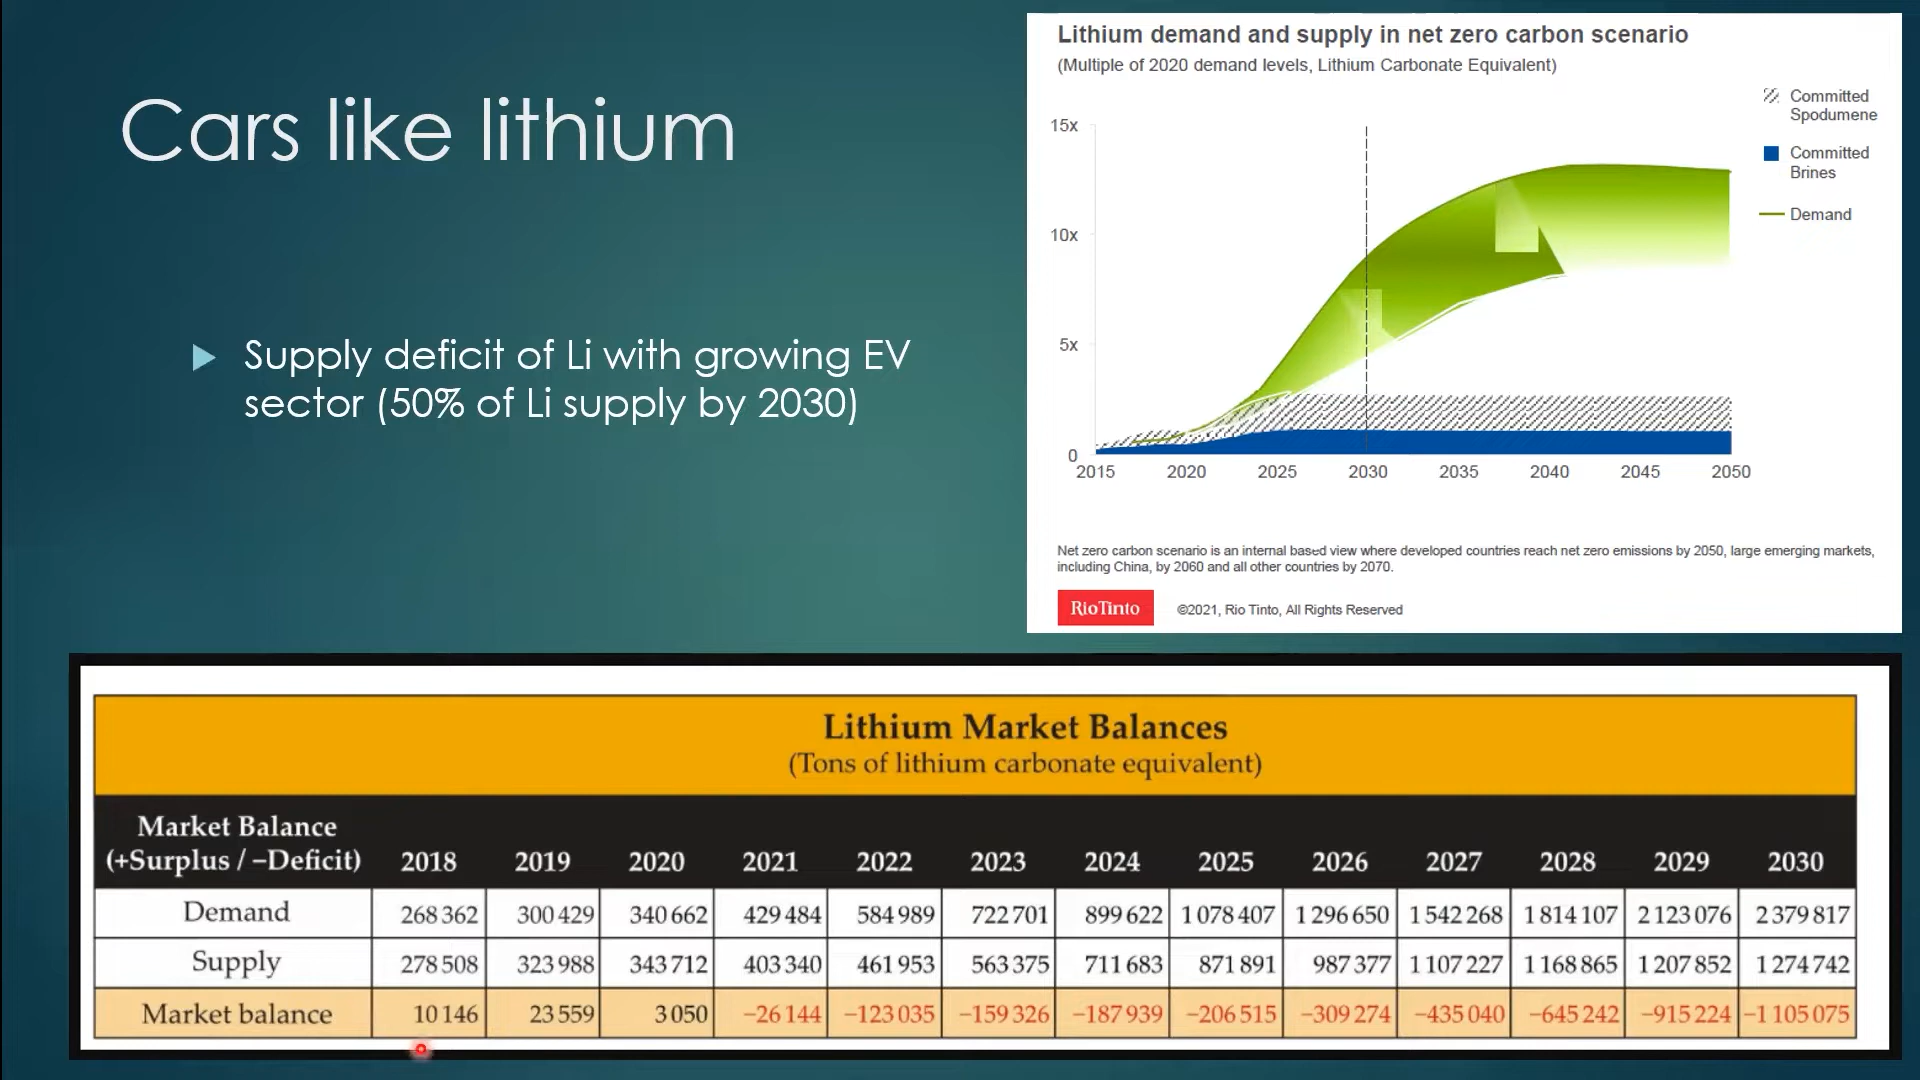 Cars like lithium
Supply deficit of Li with growing EV
sector (50% of Li supply by 2030)
Lithium demand and supply in net zero carbon scenario
(Multiple of 2020 demand levels, Lithium Carbonate Equivalent)
Committed
Spodumene
Committed
Brines
Demand
15x
10x
5x
0
2015 2020 2025 2030 2035 2040 2045 2050
Net zero carbon scenario is an internal based view where developed countries reach net zero emissions by 2050, large emerging markets,
including China, by 2060 and all other countries by 2070.
RioTinto ©2021, Rio Tinto, All Rights Reserved
Lithium Market Balances
(Tons of lithium carbonate equivalent)
Market Balance
(+Surplus / −Deficit) 2018 2019 2020 2021 2022 2023 2024 2025 2026 2027 2028 2029 2030
Demand 268 362 300 429 340 662 429 484 584 989 722 701 899 622 1 078 407 1 296 650 1 542 268 1 814 107 2 123 076 2 379 817
Supply 278 508 323 988 343 712 403 340 461 953 563 375 711 683 871 891 987 377 1 107 227 1 168 865 1 207 852 1 274 742
Market balance 10 146 23 559 3 050 −26 144 −123 035 −159 326 −187 939 −206 515 −309 274 −435 040 −645 242 −915 224 −1 105 075